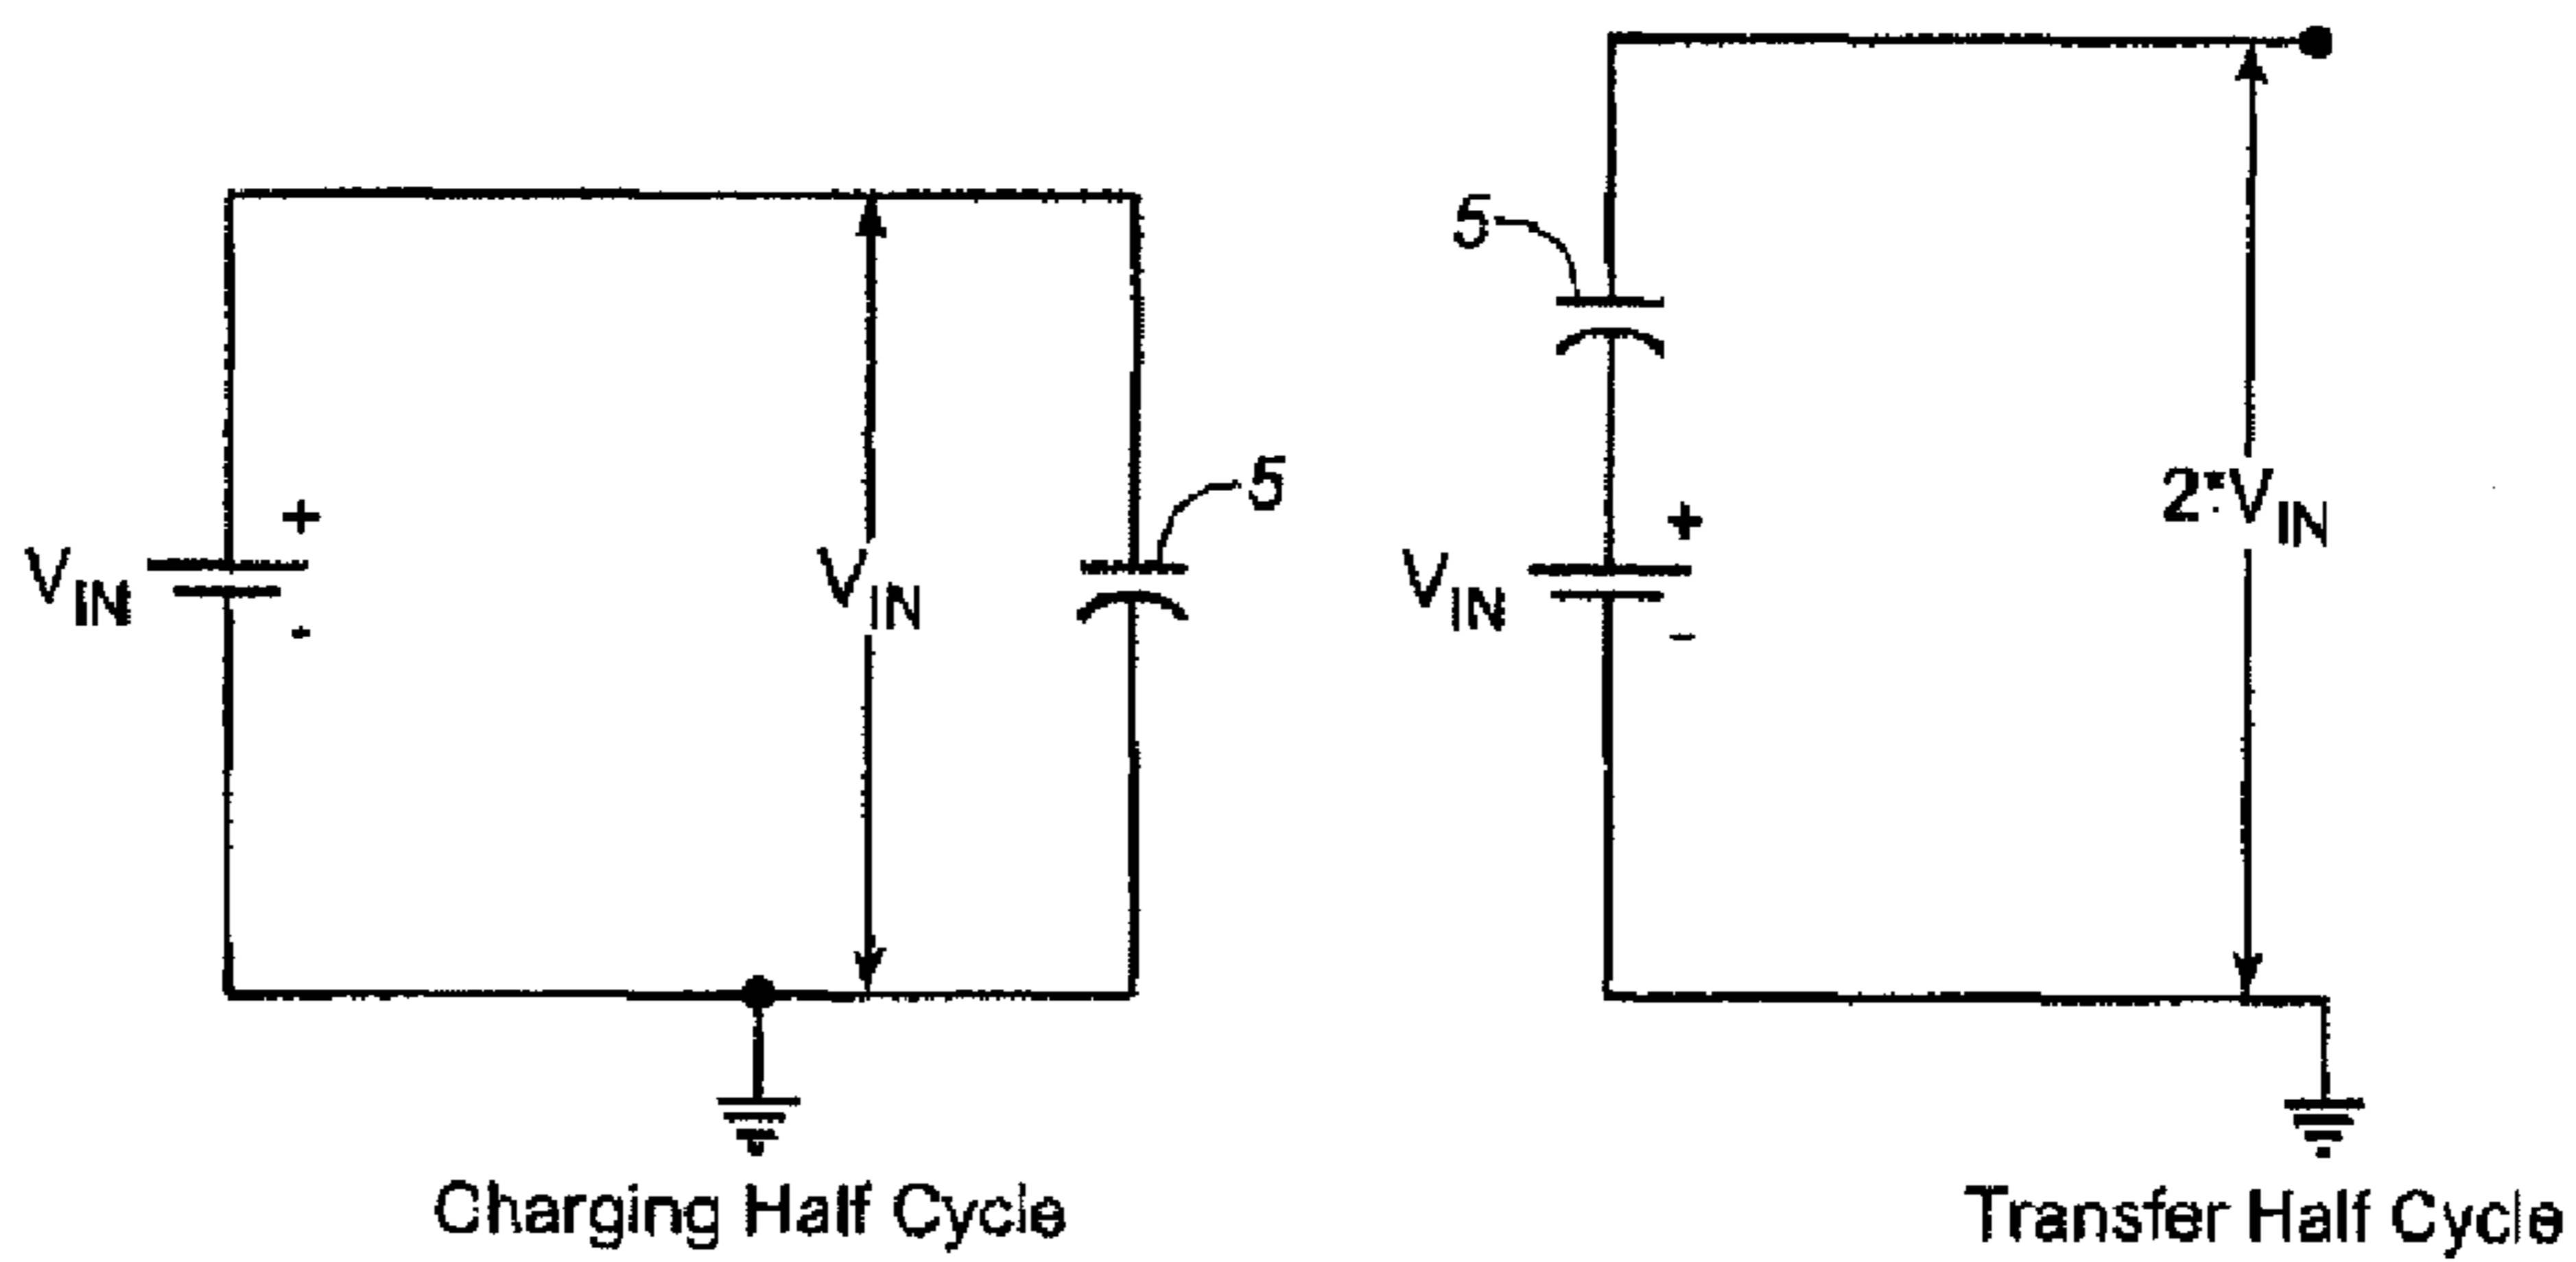 V_IN
+
-
V_IN
5
Charging Half Cycle
5
V_IN
+
-
2*V_IN
Transfer Half Cycle